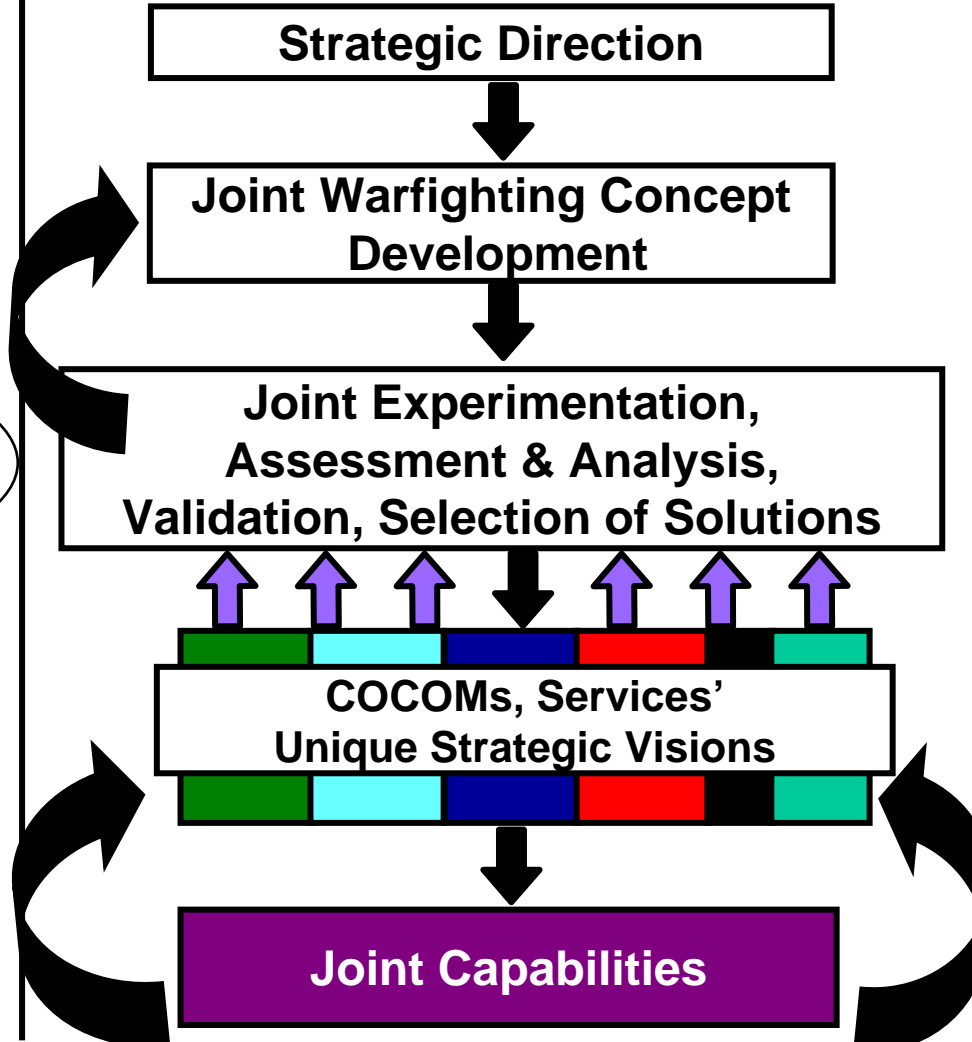 Strategic Direction
Joint Warfighting Concept
Development
Joint Experimentation,
Assessment & Analysis,
Validation, Selection of Solutions
COCOMs, Services’
Unique Strategic Visions
Joint Capabilities